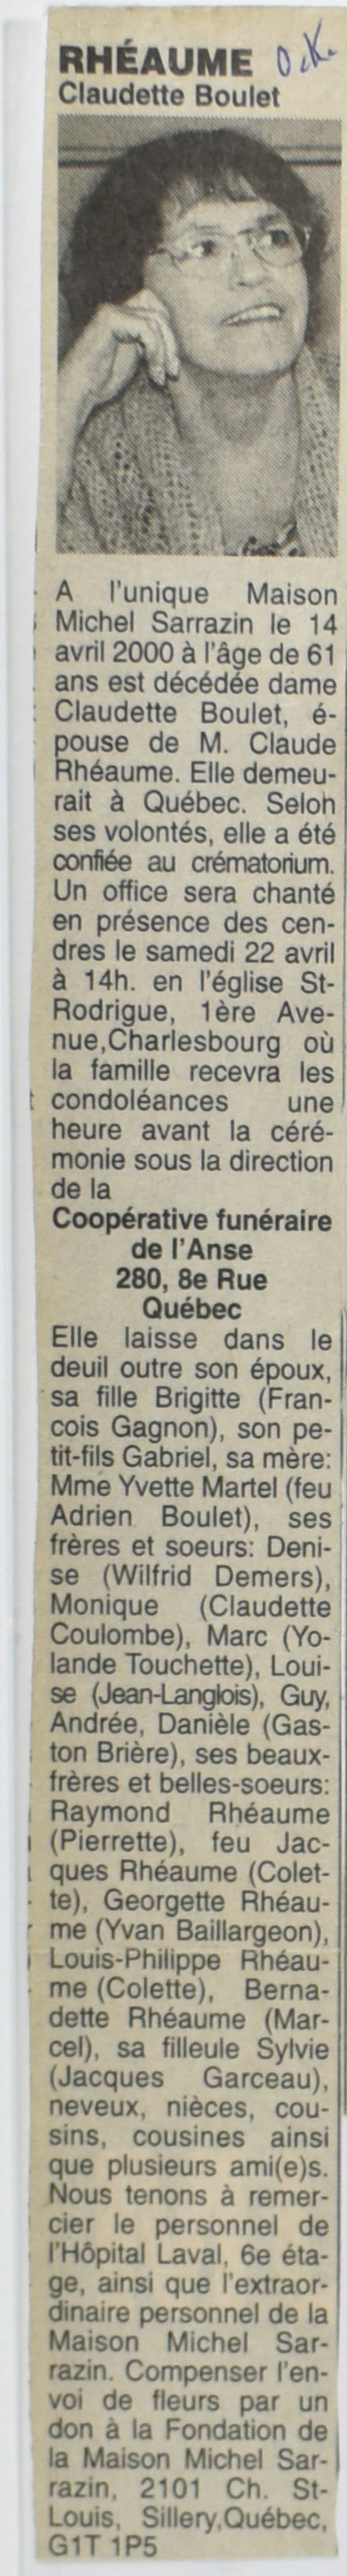 RHÉAUME
Claudette Boulet
A l'unique Maison
Michel Sarrazin le 14
avril 2000 à l'âge de 61
ans est décédée dame
Claudette Boulet, é-
pouse de M. Claude
Rhéaume. Elle demeu-
rait à Québec. Seloh
ses volontés, elle a été
confiée au crématorium.
Un office sera chanté
en présence des cen-
dres le samedi 22 avril
à 14h. en l'église St-
Rodrigue, 1ère Ave-
nue,Charlesbourg où
la famille recevra les
condoléances une
heure avant la céré-
monie sous la direction
de la
Coopérative funéraire
de l'Anse
280, 8e Rue
Québec
Elle laisse dans le
deuil outre son époux,
sa fille Brigitte (Fran-
cois Gagnon), son pe-
tit-fils Gabriel, sa mère:
Mme Yvette Martel (feu
Adrien Boulet), ses
frères et soeurs: Deni-
se (Wilfrid Demers),
Monique (Claudette
Coulombe), Marc (Yo-
lande Touchette), Loui-
se (Jean-Langlois), Guy,
Andrée, Danièle (Gas-
ton Brière), ses beaux-
frères et belles-soeurs:
Raymond Rhéaume
(Pierrette), feu Jac-
ques Rhéaume (Colet-
te), Georgette Rhéau-
me (Yvan Baillargeon),
Louis-Philippe Rhéau-
me (Colette), Berna-
dette Rhéaume (Mar-
cel), sa filleule Sylvie
(Jacques Garceau),
neveux, nièces, cou-
sins, cousines ainsi
que plusieurs ami(e)s.
Nous tenons à remer-
cier le personnel de
l'Hôpital Laval, 6e éta-
ge, ainsi que l'extraor-
dinaire personnel de la
Maison Michel Sar-
razin. Compenser l'en-
voi de fleurs par un
don à la Fondation de
la Maison Michel Sar-
razin, 2101 Ch. St-
Louis, Sillery,Québec,
G1T 1P5